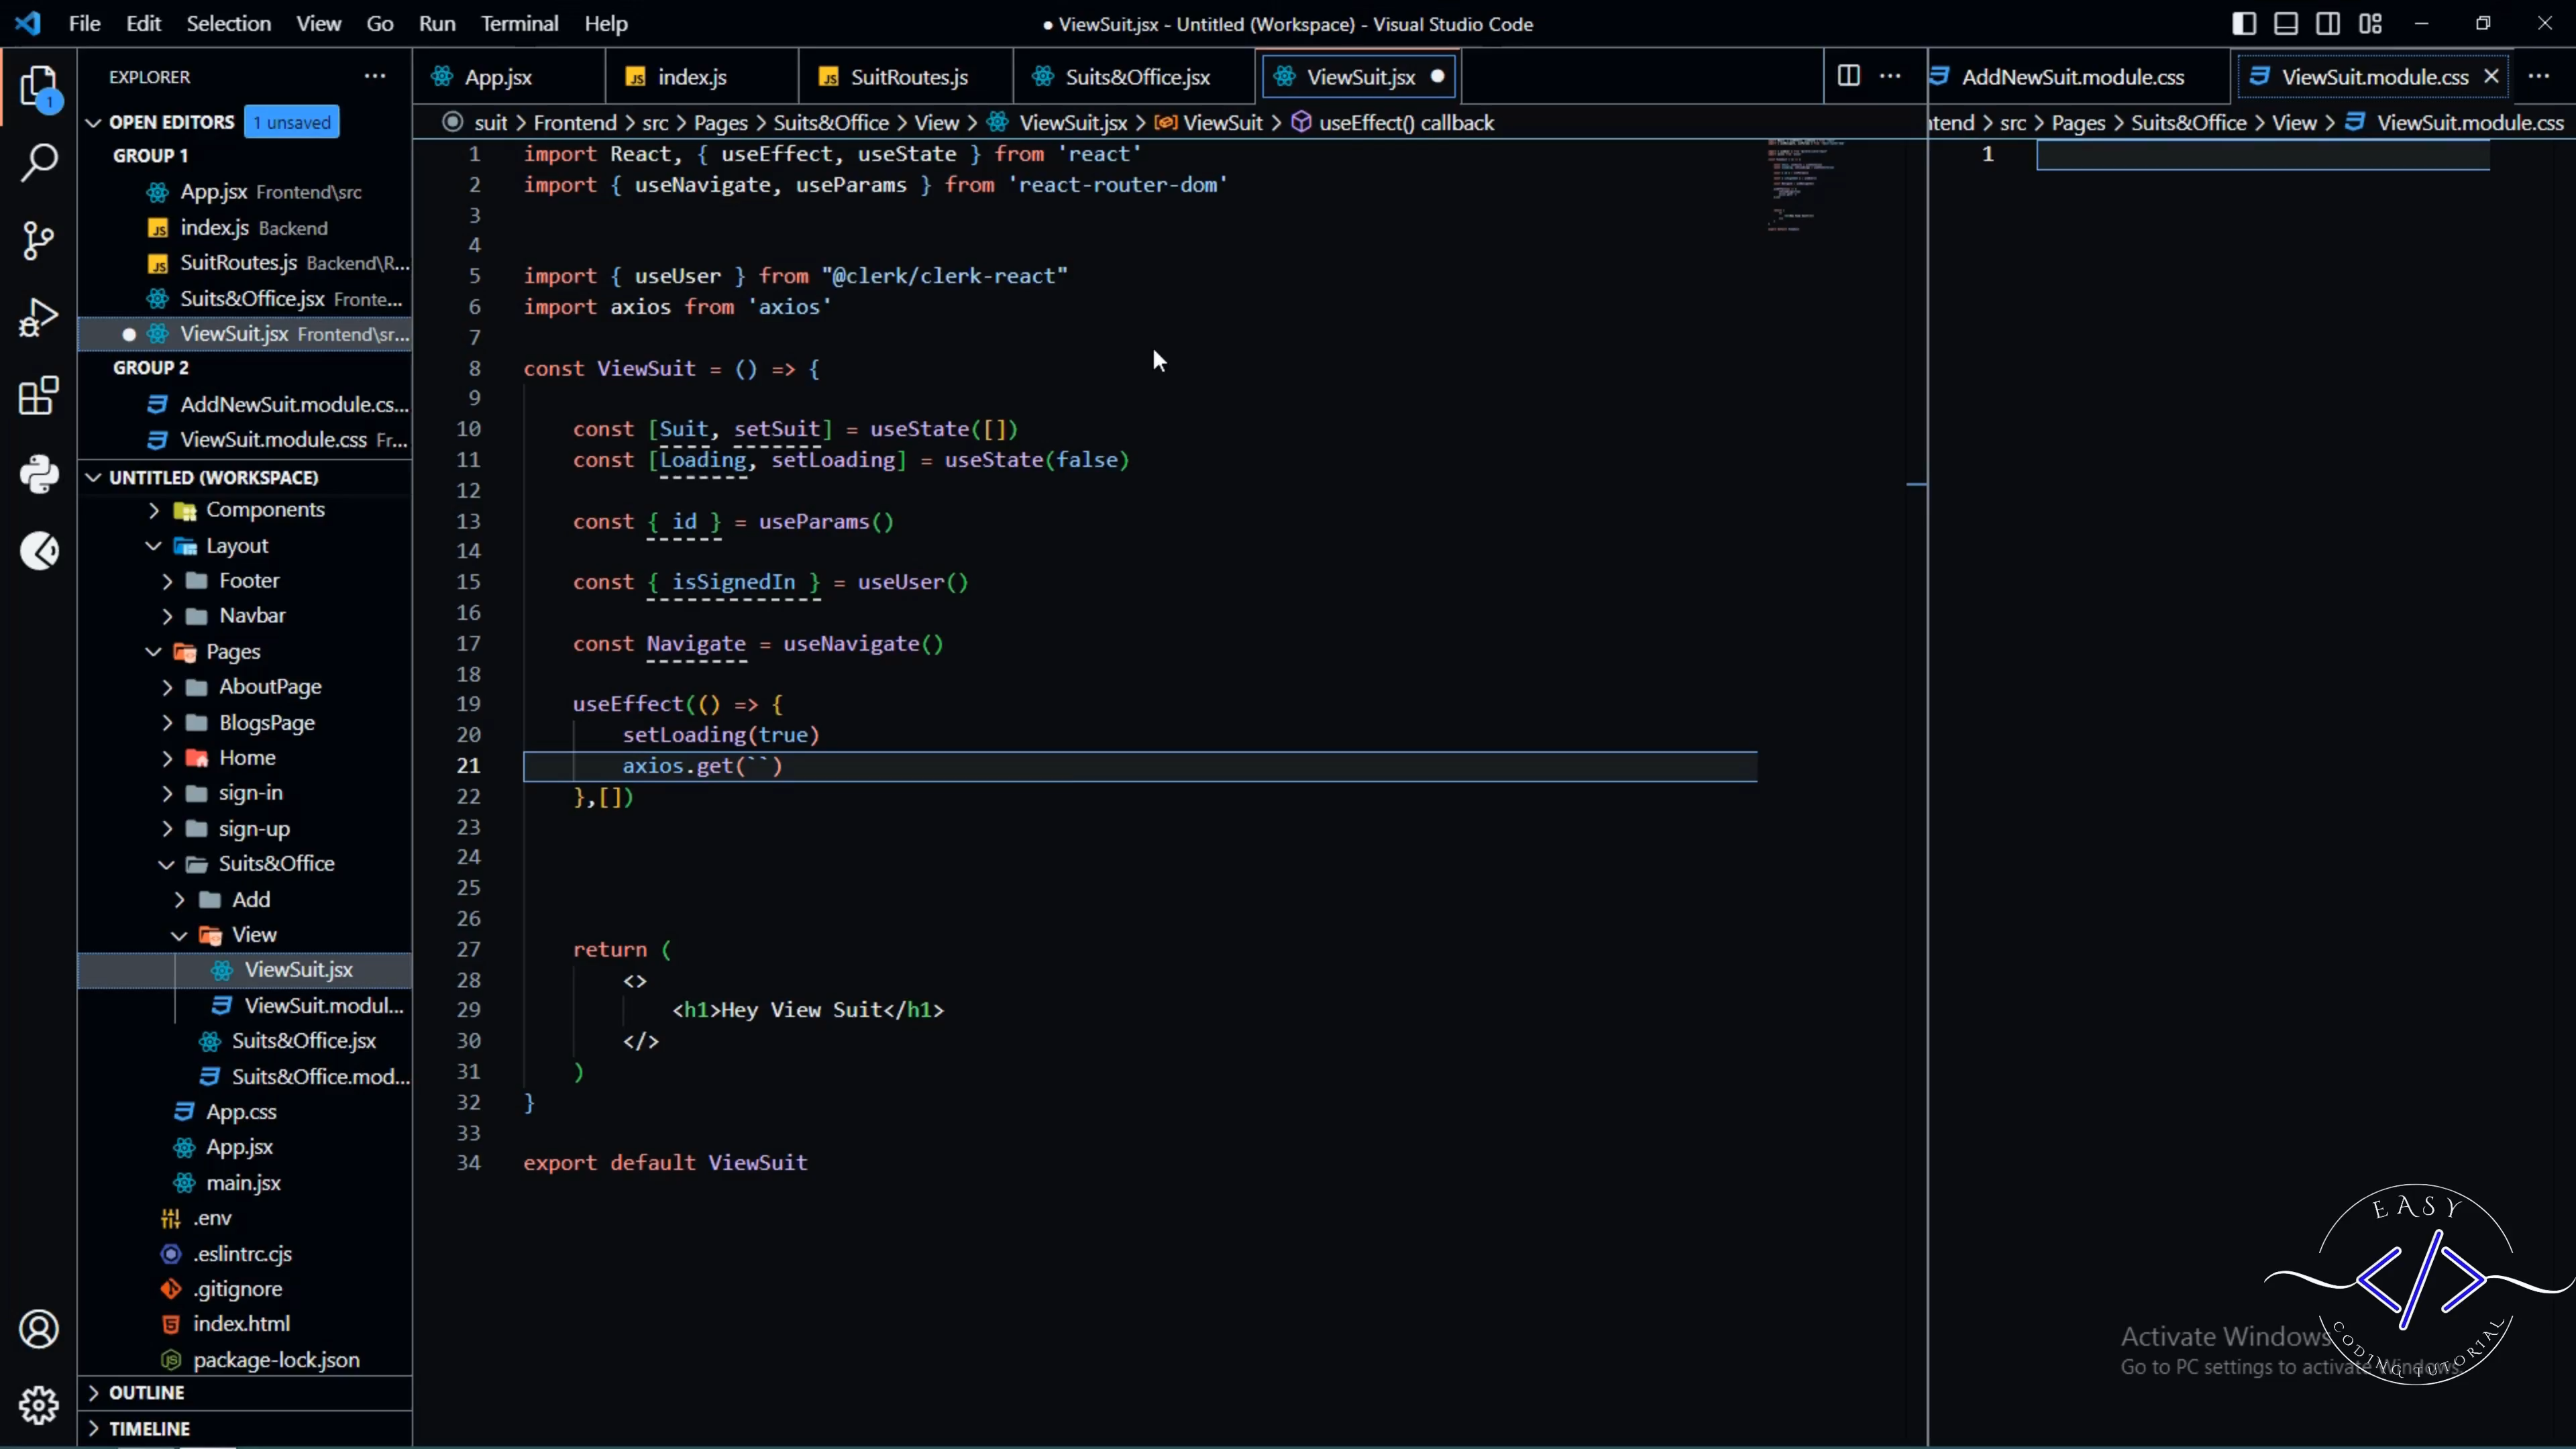 File Edit Selection View Go Run Terminal Help
● ViewSuit.jsx - Untitled (Workspace) - Visual Studio Code
EXPLORER
1
OPEN EDITORS 1 unsaved
GROUP 1
App.jsx Frontend\src
index.js Backend
SuitRoutes.js Backend\R...
Suits&Office.jsx Fronte...
ViewSuit.jsx Frontend\sr...
GROUP 2
AddNewSuit.module.cs...
ViewSuit.module.css Fr...
UNTITLED (WORKSPACE)
Components
Layout
Footer
Navbar
Pages
AboutPage
BlogsPage
Home
sign-in
sign-up
Suits&Office
Add
View
ViewSuit.jsx
ViewSuit.modul...
Suits&Office.jsx
Suits&Office.mod...
App.css
App.jsx
main.jsx
.env
.eslintrc.cjs
.gitignore
index.html
package-lock.json
OUTLINE
TIMELINE
App.jsx index.js SuitRoutes.js Suits&Office.jsx ViewSuit.jsx
suit > Frontend > src > Pages > Suits&Office > View > ViewSuit.jsx > ViewSuit > useEffect() callback
1 import React, { useEffect, useState } from 'react'
2 import { useNavigate, useParams } from 'react-router-dom'
3
4
5 import { useUser } from "@clerk/clerk-react"
6 import axios from 'axios'
7
8 const ViewSuit = () => {
9
10 const [Suit, setSuit] = useState([])
11 const [Loading, setLoading] = useState(false)
12
13 const { id } = useParams()
14
15 const { isSignedIn } = useUser()
16
17 const Navigate = useNavigate()
18
19 useEffect(() => {
20 setLoading(true)
21 axios.get(``)
22 },[])
23
24
25
26
27 return (
28 <>
29 <h1>Hey View Suit</h1>
30 </>
31 )
32 }
33
34 export default ViewSuit
AddNewSuit.module.css ViewSuit.module.css
ntend > src > Pages > Suits&Office > View > ViewSuit.module.css
1
EASY
CODING TUTORIAL
Activate Windows
Go to PC settings to activate Windows.